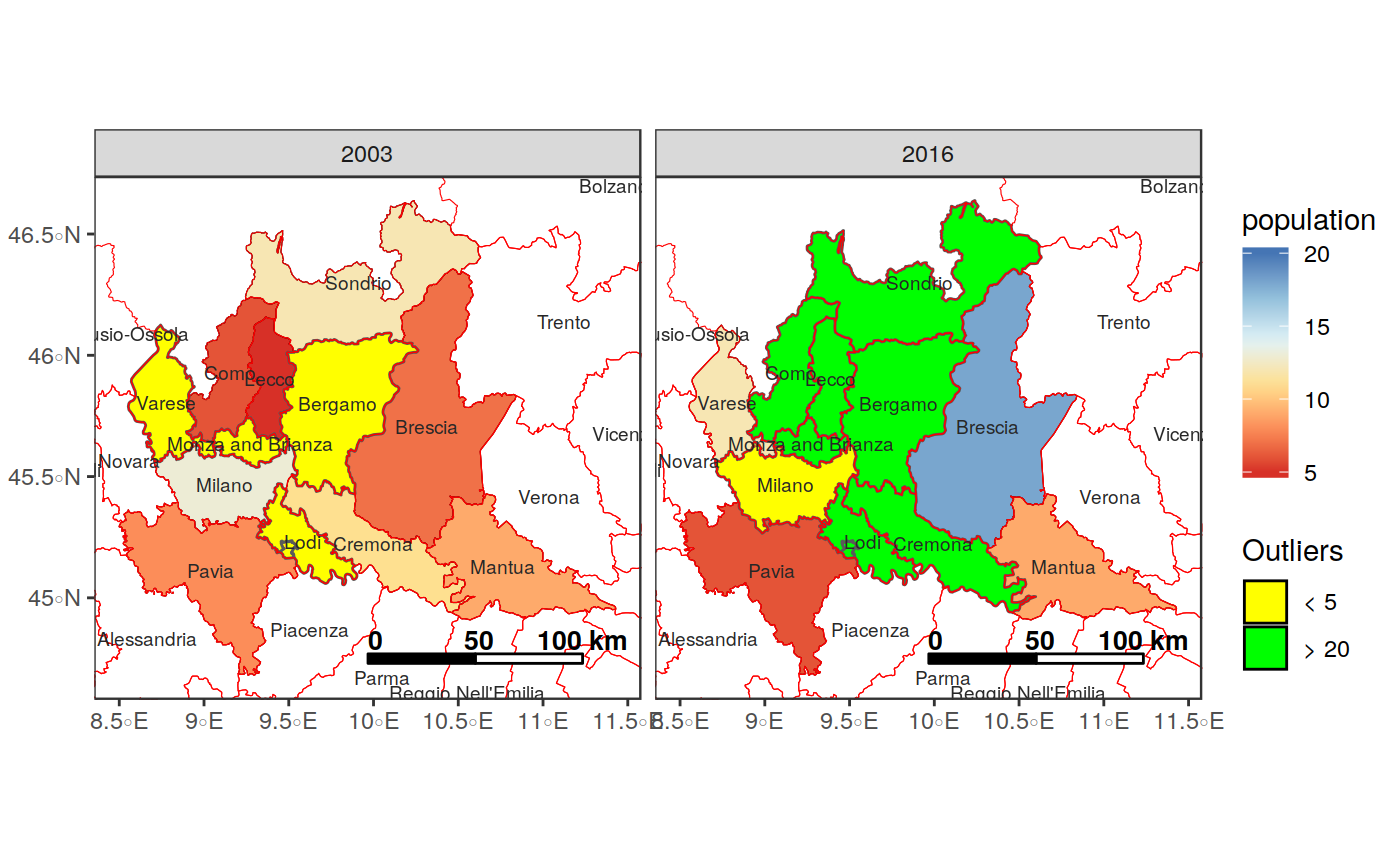 2003
2016
Bolzan
Bolzan
population
46.5○N
Sondrio
Sondrio
20
Trento
Trento
usio-Ossola
usio-Ossola
15
46○N
Como
Lecco
Como
Lecco
Varese
Bergamo
Varese
Bergamo
10
Brescia
Brescia
Monza and Brianza
Vicen
Monza and Brianza
Vicen
Novara
Novara
5
45.5○N
Milano
Verona
Milano
Verona
Lodi
Cremona
Lodi
Cremona
Outliers
Pavia
Mantua
Pavia
Mantua
45○N
< 5
Alessandria
Piacenza
Alessandria
Piacenza
0 50 100 km
0 50 100 km
> 20
Parma
Parma
Reggio Nell'Emilia
Reggio Nell'Emilia
8.5○E 9○E 9.5○E 10○E 10.5○E 11○E 11.5○E
8.5○E 9○E 9.5○E 10○E 10.5○E 11○E 11.5○E